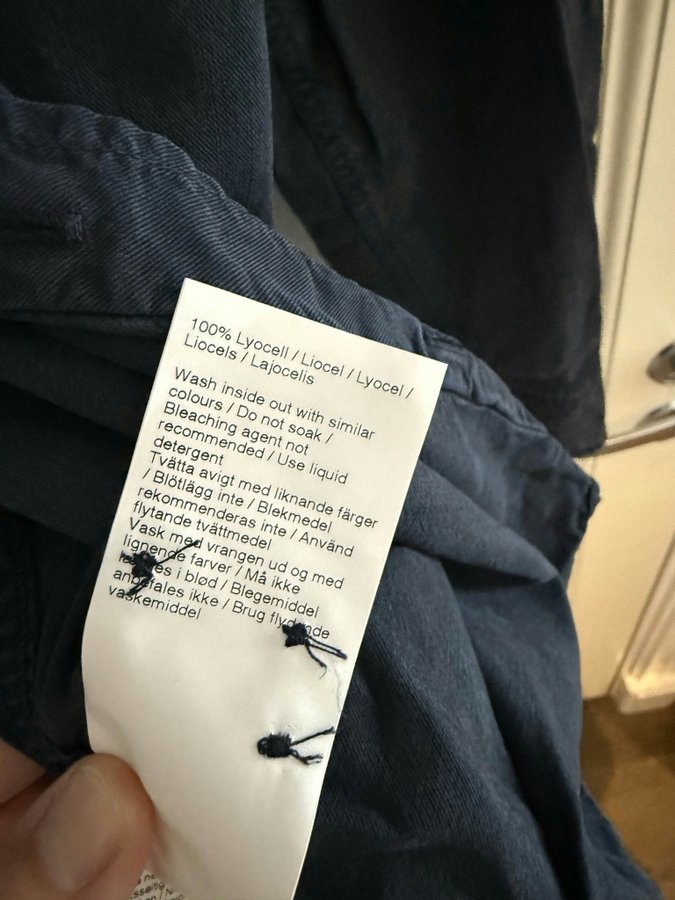 100% Lyocell / Liocel / Lyocel /
Liocels / Lajocelis
Wash inside out with similar
colours / Do not soak /
Bleaching agent not
recommended / Use liquid
detergent
Tvätta avigt med liknande färger
/ Blötlägg inte / Blekmedel
rekommenderas inte / Använd
flytande tvättmedel
Vask med vrangen ud og med
lignende farver / Må ikke
i blød / Blegemiddel
anbefales ikke / Brug flydende
vaskemiddel